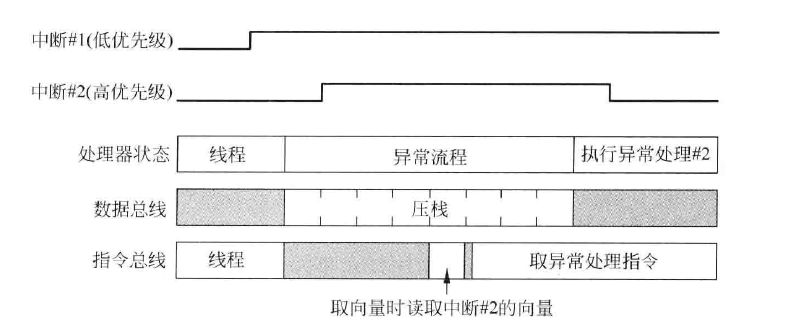 中断#1(低优先级)
中断#2(高优先级)
处理器状态 线程 异常流程 执行异常处理#2
数据总线 压栈
指令总线 线程 取异常处理指令
取向量时读取中断#2的向量